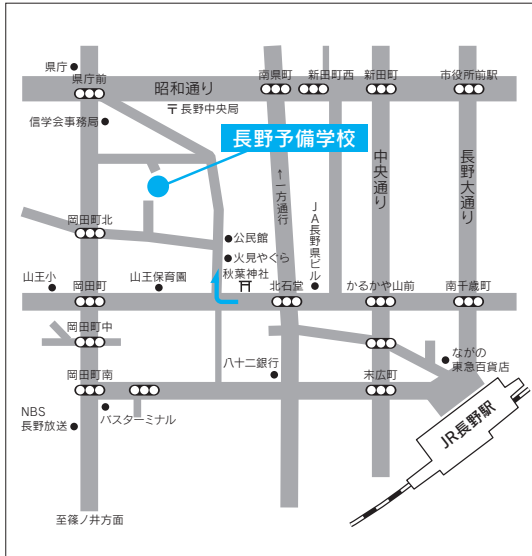 県庁
県庁前
昭和通り
南県町
新田町西
新田町
市役所前駅
〒長野中央局
信学会事務局
長野予備学校
中央通り
長野大通り
←一方通行
JA長野県ビル
岡田町北
公民館
火見やぐら
秋葉神社
山王小
岡田町
山王保育園
北石堂
かるかや山前
南千歳町
岡田町中
ながの
東急百貨店
八十二銀行
岡田町南
末広町
バスターミナル
NBS
長野放送
JR長野駅
至篠ノ井方面